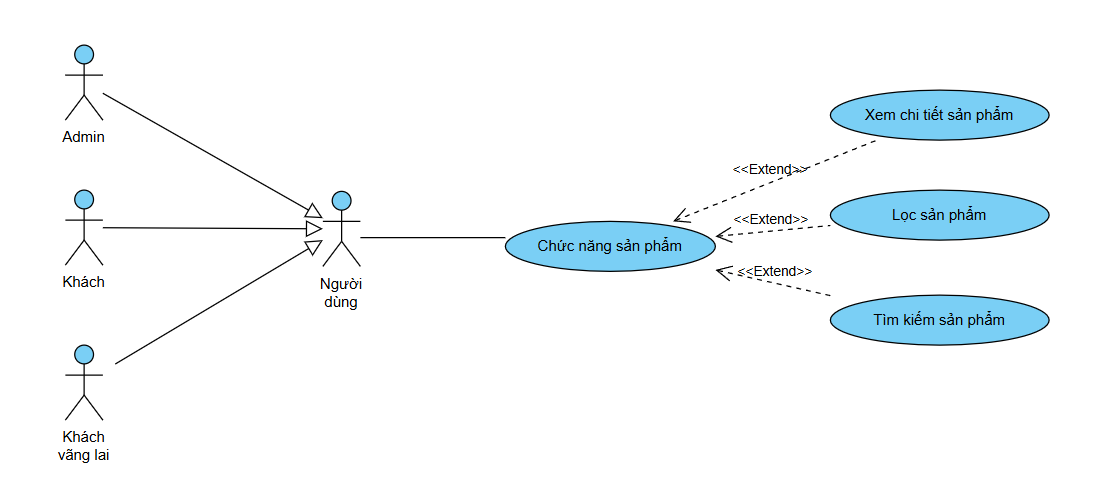 Admin
Khách
Khách
vãng lai
Người
dùng
Chức năng sản phẩm
<<Extend>>
<<Extend>>
<<Extend>>
Xem chi tiết sản phẩm
Lọc sản phẩm
Tìm kiếm sản phẩm